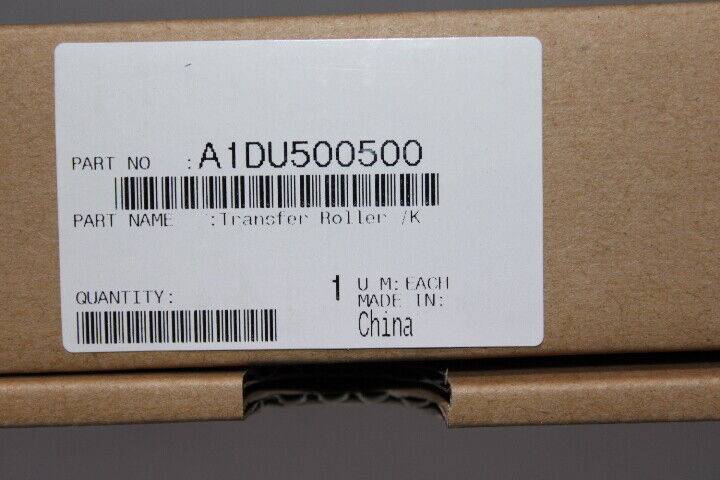 PART NO :A1DU500500
PART NAME :Transfer Roller /K
QUANTITY: 1 U M: EACH
MADE IN:
China